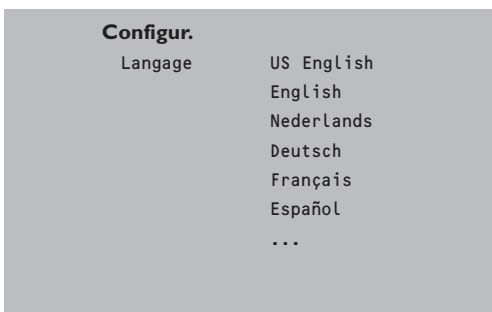 Configur.
Langage US English
English
Nederlands
Deutsch
Français
Español
...